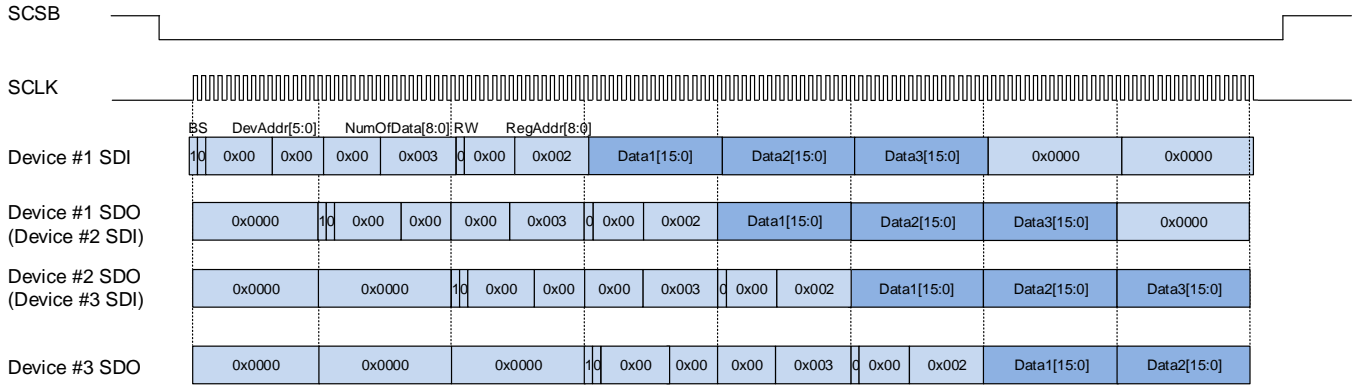 SCSB
SCLK
BS DevAddr[5:0] NumOfData[8:0] RW RegAddr[8:0]
Device #1 SDI 1 0 0x00 0x00 0x00 0x003 0 0x00 0x002 Data1[15:0] Data2[15:0] Data3[15:0] 0x0000 0x0000
Device #1 SDO
(Device #2 SDI)
0x0000 1 0 0x00 0x00 0x00 0x003 0 0x00 0x002 Data1[15:0] Data2[15:0] Data3[15:0] 0x0000
Device #2 SDO
(Device #3 SDI)
0x0000 0x0000 1 0 0x00 0x00 0x00 0x003 0 0x00 0x002 Data1[15:0] Data2[15:0] Data3[15:0]
Device #3 SDO 0x0000 0x0000 0x0000 1 0 0x00 0x00 0x00 0x003 0 0x00 0x002 Data1[15:0] Data2[15:0]